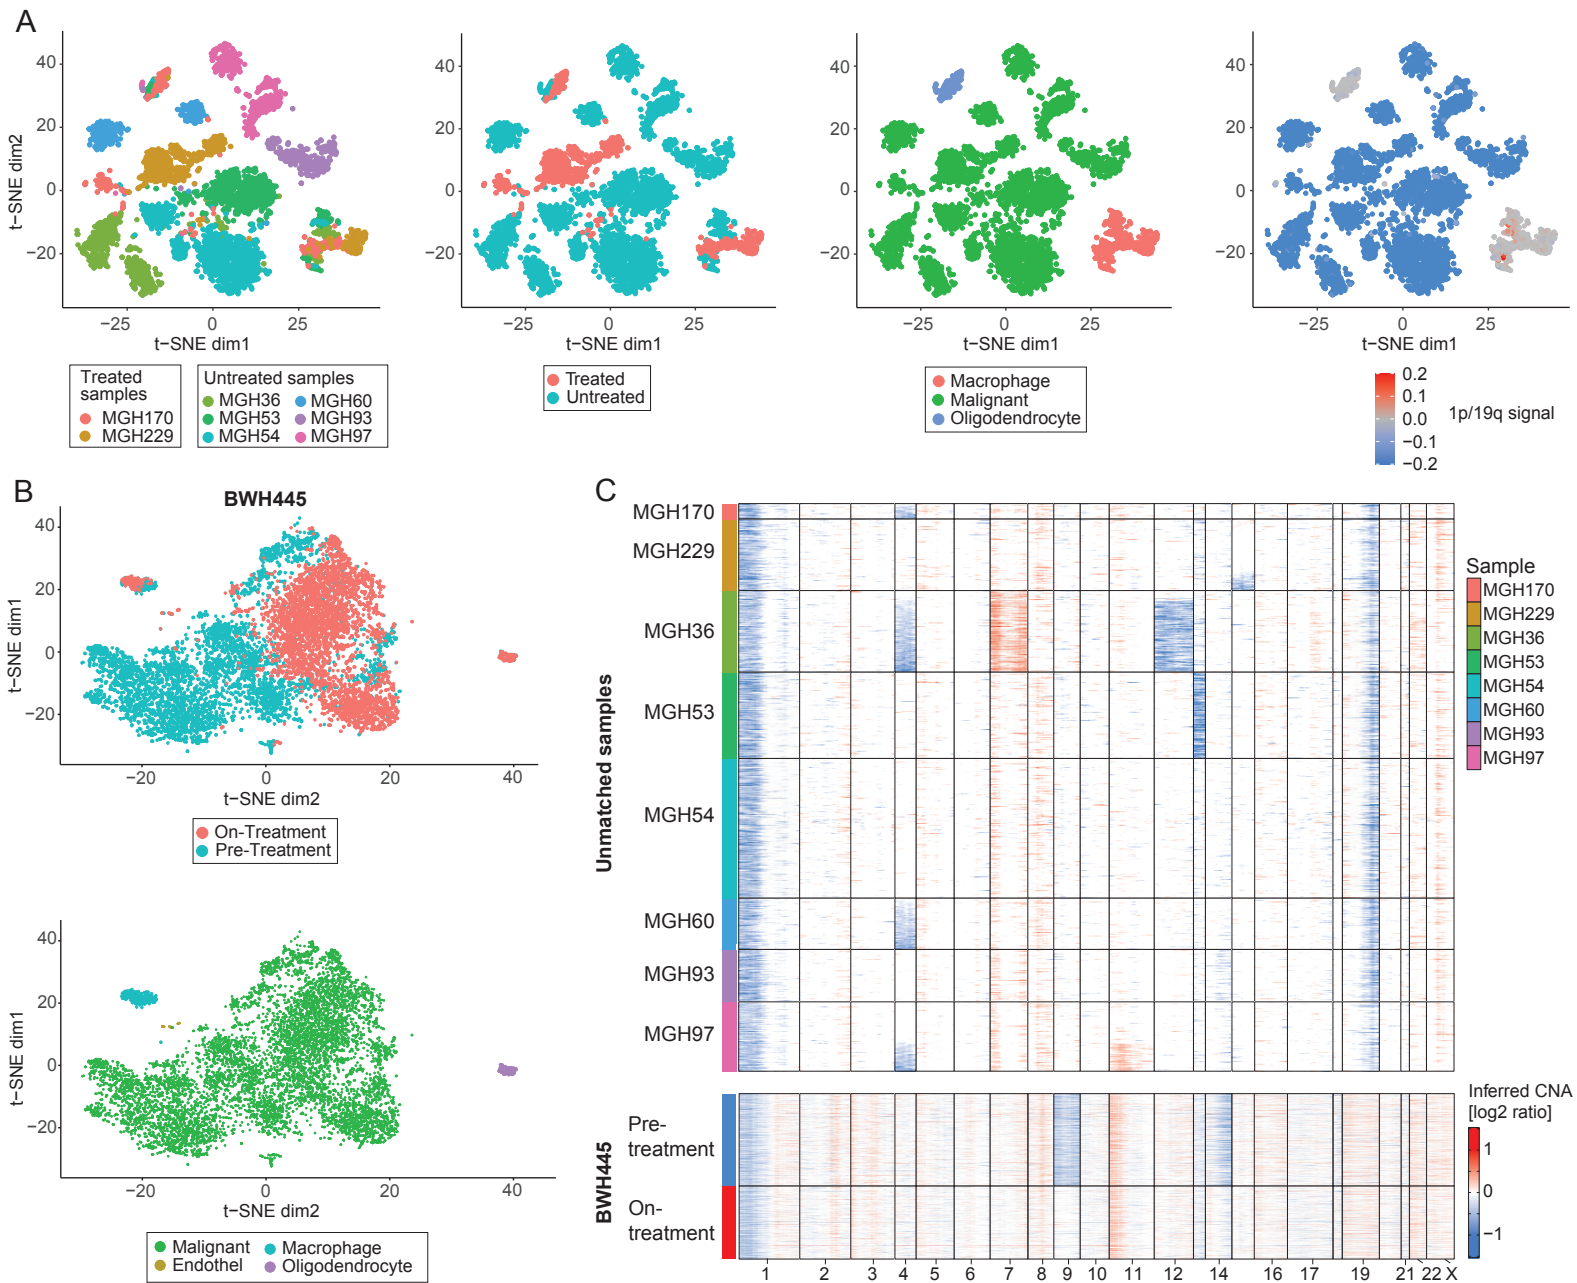 A
t-SNE dim2
40
20
0
−20
−25
0
25
t−SNE dim1
40
20
0
−20
−25
0
25
t−SNE dim1
40
20
0
−20
−25
0
25
t−SNE dim1
40
20
0
−20
−25
0
25
t−SNE dim1
Treated
samples
MGH170
MGH229
Untreated samples
MGH36
MGH60
MGH53
MGH93
MGH54
MGH97
Treated
Untreated
Macrophage
Malignant
Oligodendrocyte
0.2
0.1
0.0
−0.1
−0.2
1p/19q signal
B
BWH445
t−SNE dim1
40
20
0
−20
−20
0
20
40
t−SNE dim2
On-Treatment
Pre-Treatment
t−SNE dim1
40
20
0
−20
−20
0
20
40
t−SNE dim2
Malignant
Macrophage
Endothel
Oligodendrocyte
C
Unmatched samples
MGH170
MGH229
MGH36
MGH53
MGH54
MGH60
MGH93
MGH97
Sample
MGH170
MGH229
MGH36
MGH53
MGH54
MGH60
MGH93
MGH97
BWH445
Pre-
treatment
On-
treatment
1 2 3 4 5 6 7 8 9 10 11 12 14 16 17 19 21 22 X
Inferred CNA
[log2 ratio]
1
0
−1